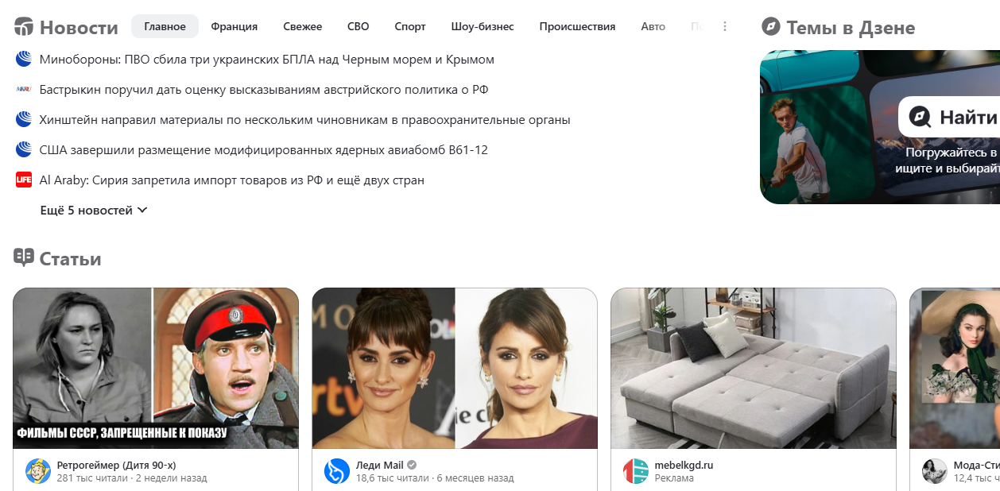 Новости
Главное
Франция
Свежее
СВО
Спорт
Шоу-бизнес
Происшествия
Авто
Темы в Дзене
Минобороны: ПВО сбила три украинских БПЛА над Черным морем и Крымом
Бастрыкин поручил дать оценку высказываниям австрийского политика о РФ
Хинштейн направил материалы по нескольким чиновникам в правоохранительные органы
США завершили размещение модифицированных ядерных авиабомб B61-12
LIFE
Al Araby: Сирия запретила импорт товаров из РФ и ещё двух стран
Ещё 5 новостей
Найти
Погружайтесь в
ищите и выбирайт
Статьи
ФИЛЬМЫ СССР, ЗАПРЕЩЕННЫЕ К ПОКАЗУ
Ретрогеймер (Дитя 90-х)
281 тыс читали · 2 недели назад
Леди Mail
18,6 тыс читали · 6 месяцев назад
mebelkgd.ru
Реклама
Мода-Сти
12,4 тыс ч